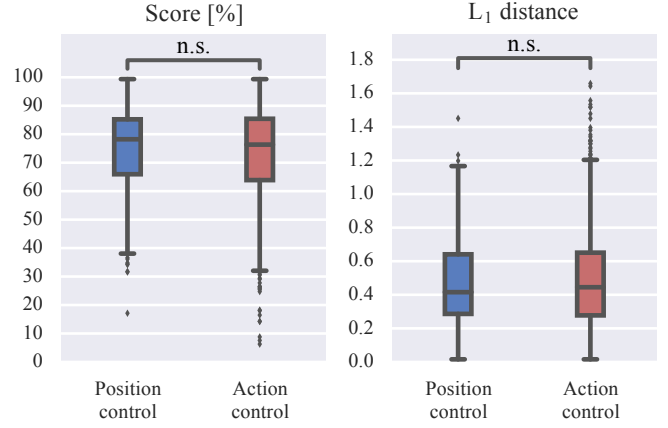 Score [%]
n.s.
100
90
80
70
60
50
40
30
20
10
0
Position
control
Action
control
L₁ distance
n.s.
1.8
1.6
1.4
1.2
1.0
0.8
0.6
0.4
0.2
0.0
Position
control
Action
control